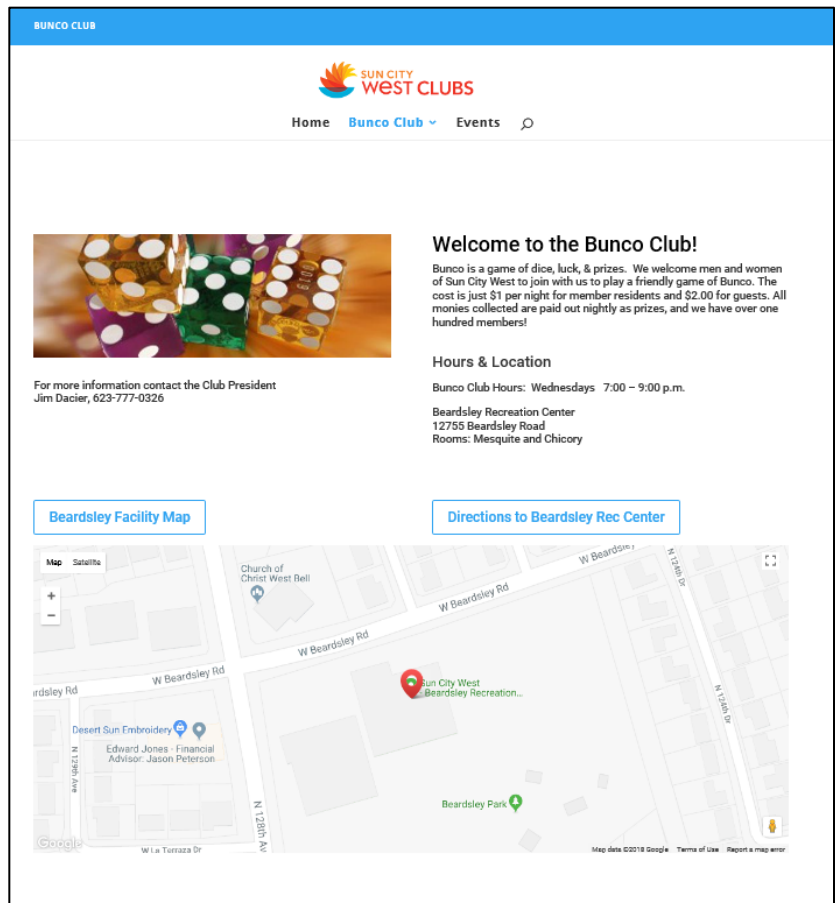 BUNCO CLUB
SUN CITY
WEST CLUBS
Home Bunco Club Events
Welcome to the Bunco Club!
Bunco is a game of dice, luck, & prizes. We welcome men and women
of Sun City West to join with us to play a friendly game of Bunco. The
cost is just $1 per night for member residents and $2.00 for guests. All
monies collected are paid out nightly as prizes, and we have over one
hundred members!
For more information contact the Club President
Jim Dacier, 623-777-0326
Hours & Location
Bunco Club Hours: Wednesdays 7:00 – 9:00 p.m.
Beardsley Recreation Center
12755 Beardsley Road
Rooms: Mesquite and Chicory
Beardsley Facility Map
Directions to Beardsley Rec Center
Map Satellite
+
−
Church of
Christ West Bell
W Beardsley
N 124th Dr
W Beardsley Rd
W Beardsley Rd
W Beardsley Rd
rdsley Rd
Sun City West
Beardsley Recreation...
N 124th Dr
Desert Sun Embroidery
Edward Jones - Financial
Advisor: Jason Peterson
N 129th Ave
N 128th Av
Beardsley Park
W La Terraza Dr
Google
Map data ©2018 Google Terms of Use Report a map error